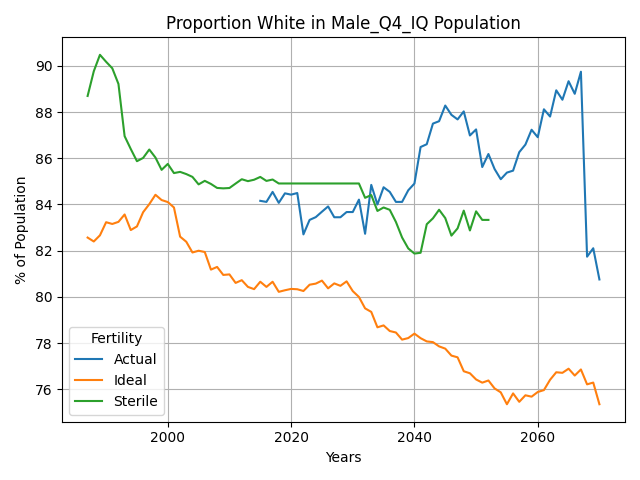 Proportion White in Male_Q4_IQ Population
% of Population
90
88
86
84
82
80
78
76
Fertility
Actual
Ideal
Sterile
2000
2020
2040
2060
Years